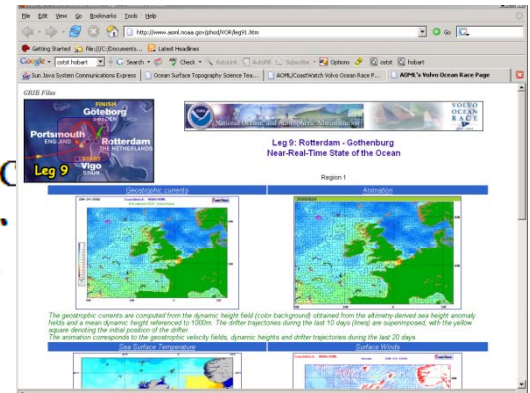 File Edit View Go Bookmarks Tools Help
http://www.aoml.noaa.gov/phod/VOR/leg91.htm
Go
Getting Started
Latest Headlines
Google
ostst hobart
Search
Check
AutoLink
AutoFill
Subscribe
Options
ostst
hobart
Sun Java System Communications Express
Ocean Surface Topography Science Tea...
AOML/CoastWatch Volvo Ocean Race P...
AOML's Volvo Ocean Race Page
GRIB Files
FINISH
Göteborg
SWEDEN
Portsmouth
ENGLAND
Rotterdam
THE NETHERLANDS
START
Vigo
SPAIN
Leg 9
National Oceanic and Atmospheric Administration
VOLVO
OCEAN
RACE
Leg 9; Rotterdam - Gothenburg
Near-Real-Time State of the Ocean
Region 1
Geostrophic currents
Animation
The geostrophic currents are computed from the dynamic height field (color background) obtained from the altimetry-derived sea height anomaly
fields and a mean dynamic height referenced to 1000m. The drifter trajectories during the last 10 days (lines) are superimposed, with the yellow
square denoting the initial position of the drifter.
The animation corresponds to the geostrophic velocity fields, dynamic heights and drifter trajectories during the last 20 days.
Sea Surface Temperature
Surface Winds